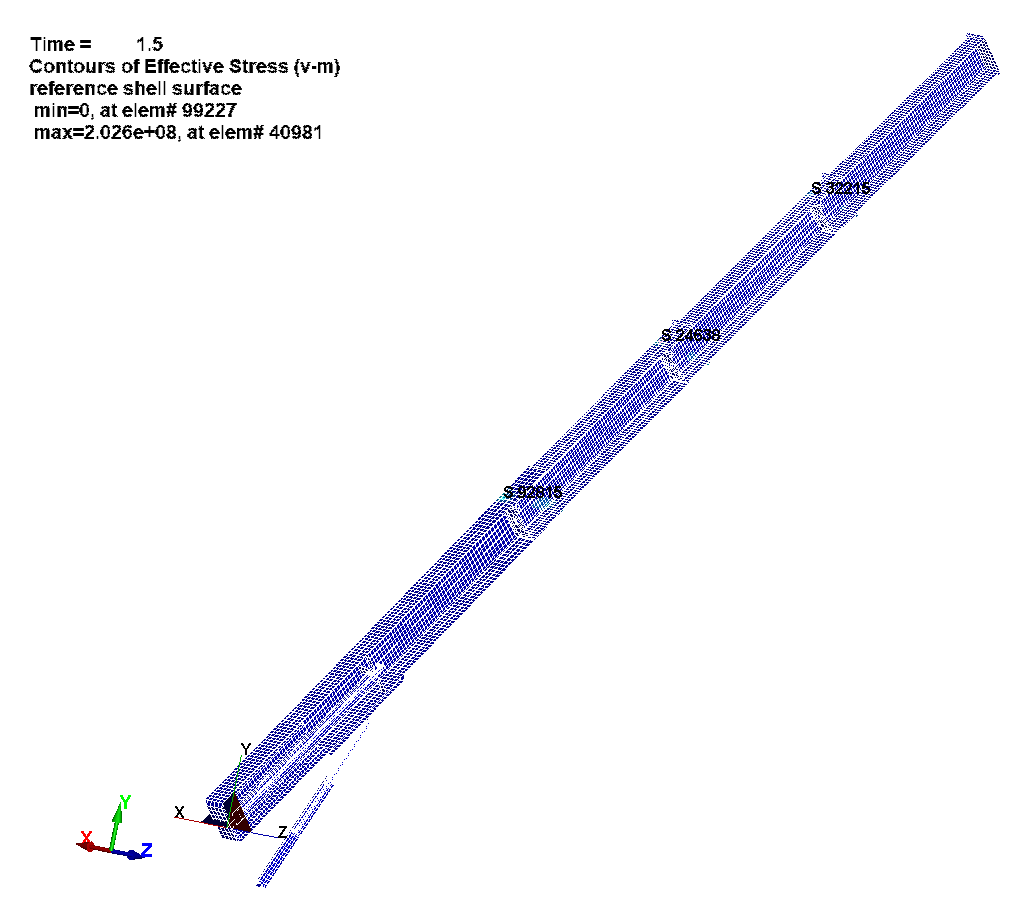 Time = 1.5
Contours of Effective Stress (v-m)
reference shell surface
min=0, at elem# 99227
max=2.026e+08, at elem# 40981
S 32215
S
S
Y
X
Z
Y
X
Z